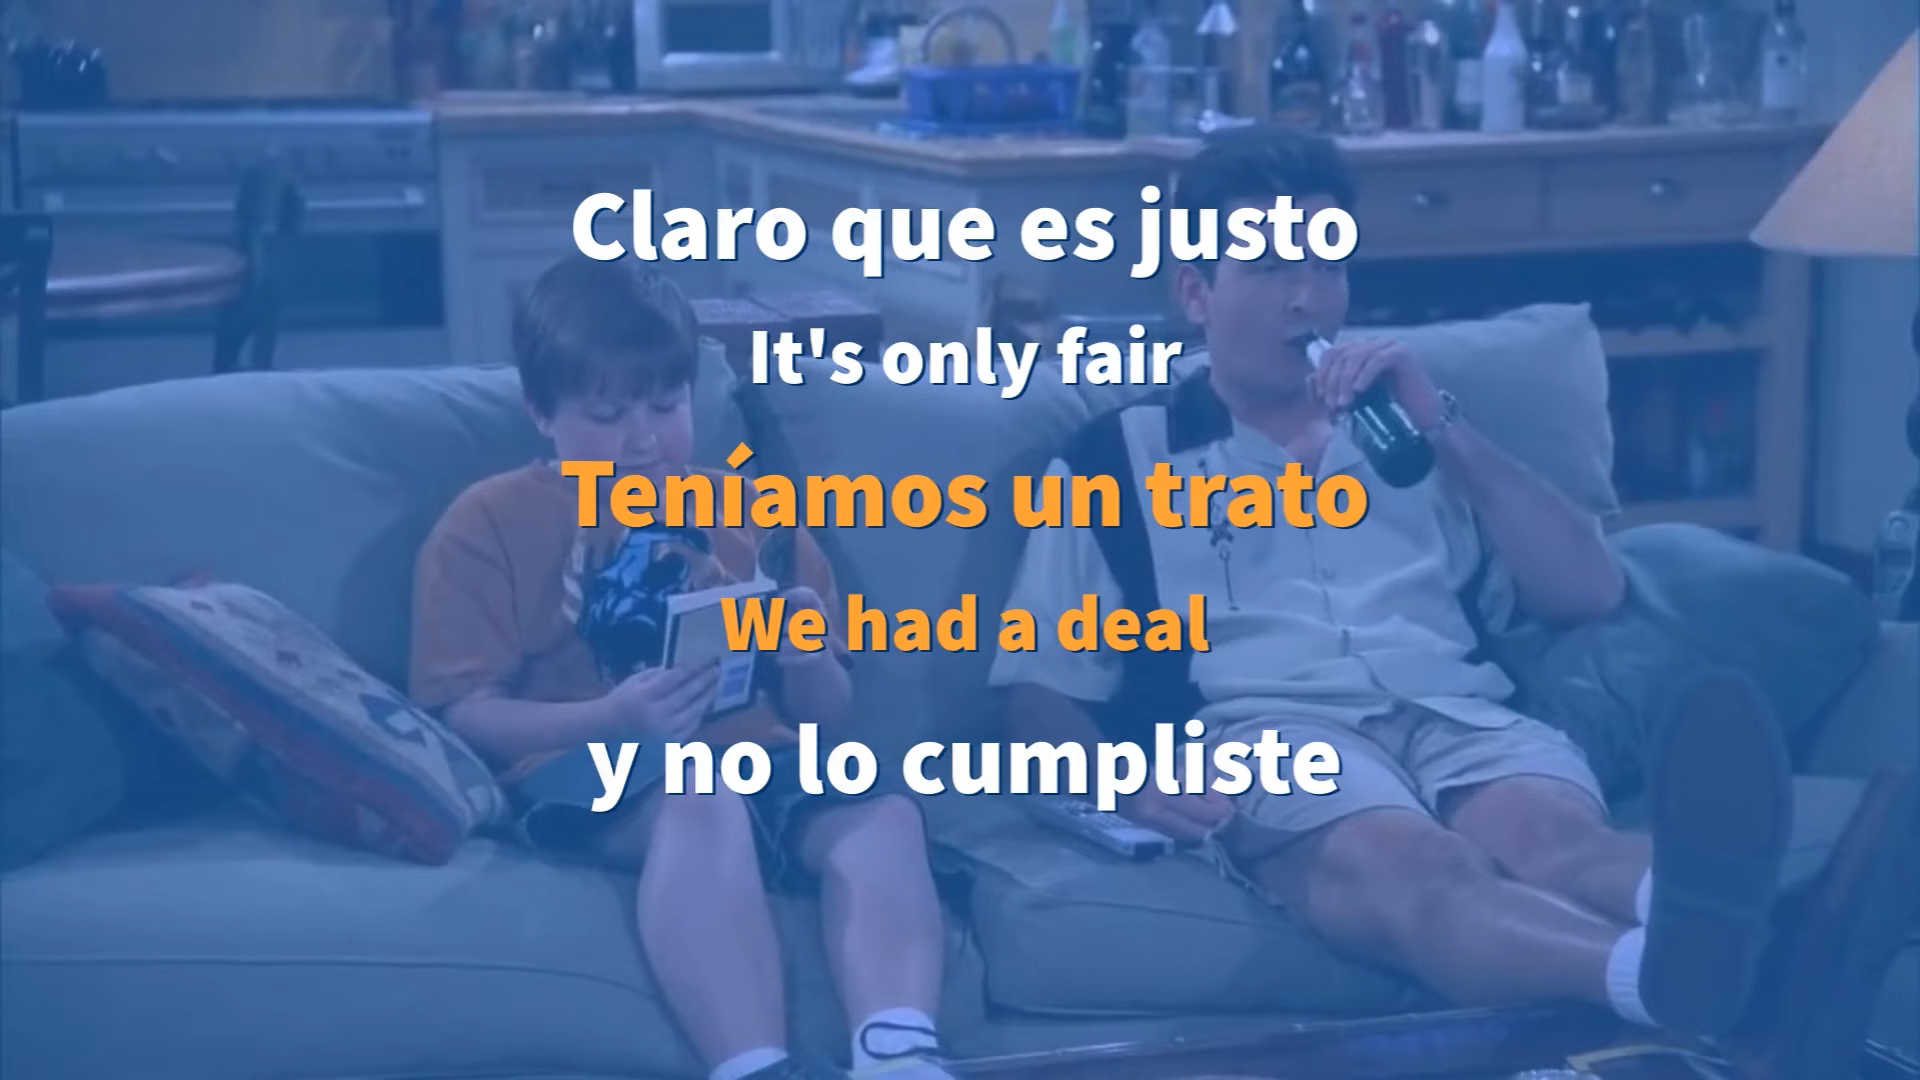 Claro que es justo
It's only fair
Teníamos un trato
We had a deal
y no lo cumpliste